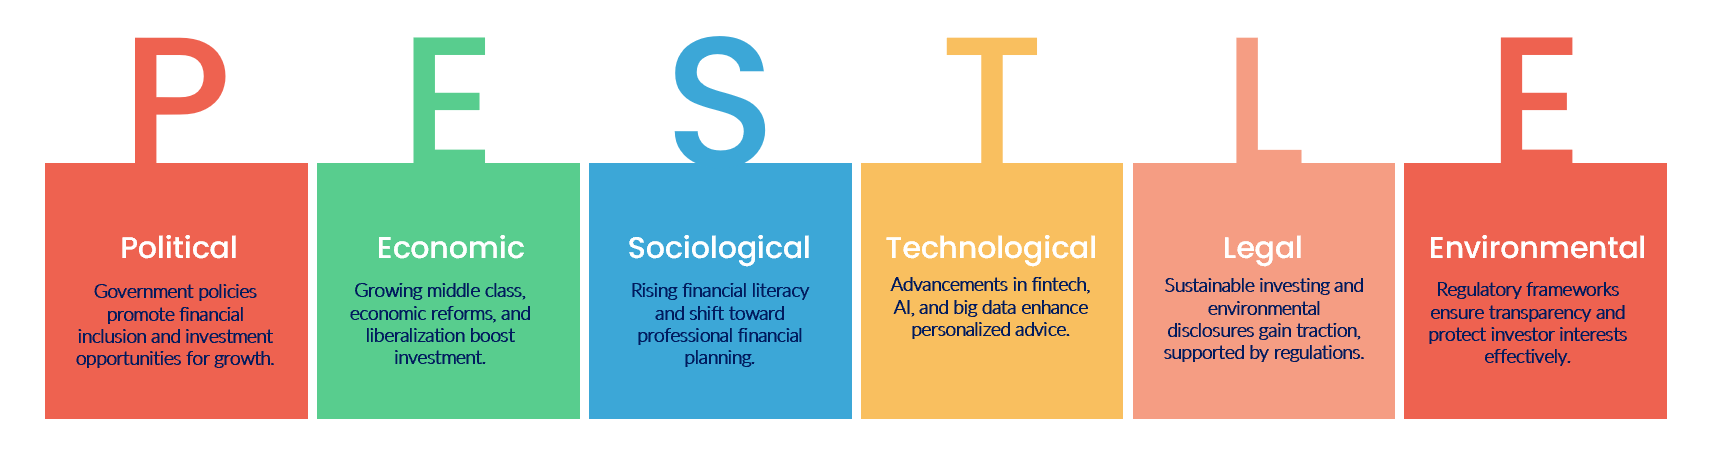 P E S T L E
Political
Government policies
promote financial
inclusion and investment
opportunities for growth.
Economic
Growing middle class,
economic reforms, and
liberalization boost
investment.
Sociological
Rising financial literacy
and shift toward
professional financial
planning.
Technological
Advancements in fintech,
AI, and big data enhance
personalized advice.
Legal
Sustainable investing and
environmental
disclosures gain traction,
supported by regulations.
Environmental
Regulatory frameworks
ensure transparency and
protect investor interests
effectively.